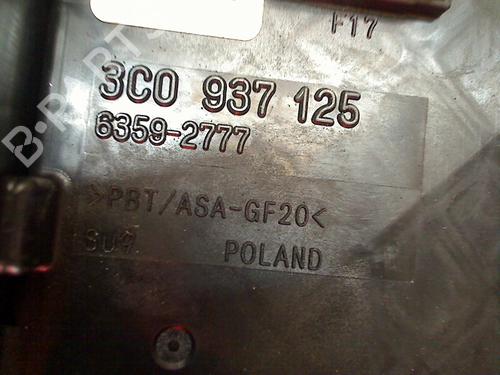 F17
3C0 937 125
6359-2777
>PBT/ASA-GF20<
POLAND